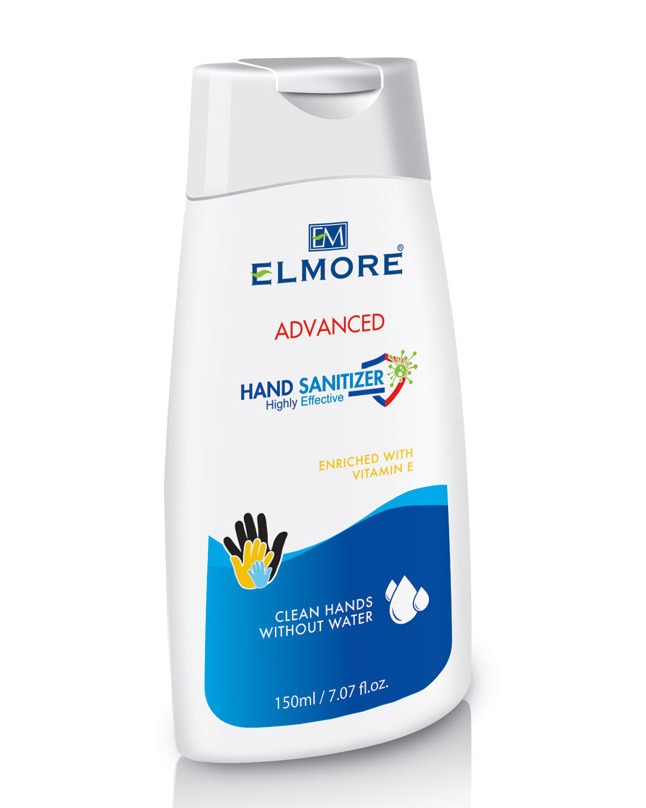 EM
ELMORE®
ADVANCED
HAND SANITIZER
Highly Effective
ENRICHED WITH
VITAMIN E
CLEAN HANDS
WITHOUT WATER
150ml / 7.07 fl.oz.